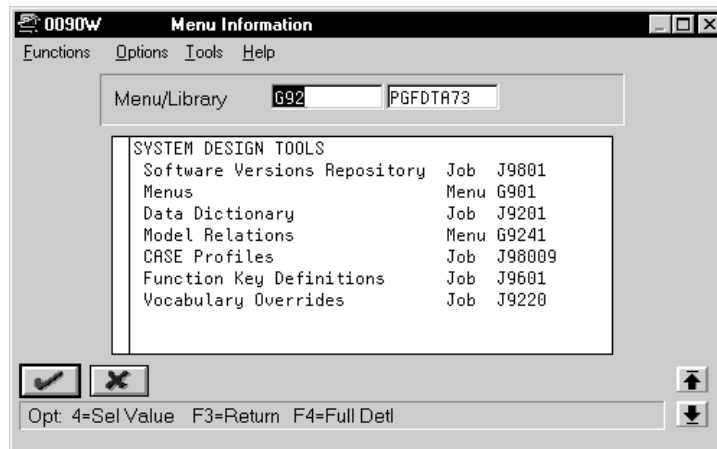 0090W Menu Information
Functions Options Tools Help
Menu/Library G92 PGFDTA73
SYSTEM DESIGN TOOLS
Software Versions Repository Job J9801
Menus Menu G901
Data Dictionary Job J9201
Model Relations Menu G9241
CASE Profiles Job J98009
Function Key Definitions Job J9601
Vocabulary Overrides Job J9220
Opt: 4=Sel Value F3=Return F4=Full Detl